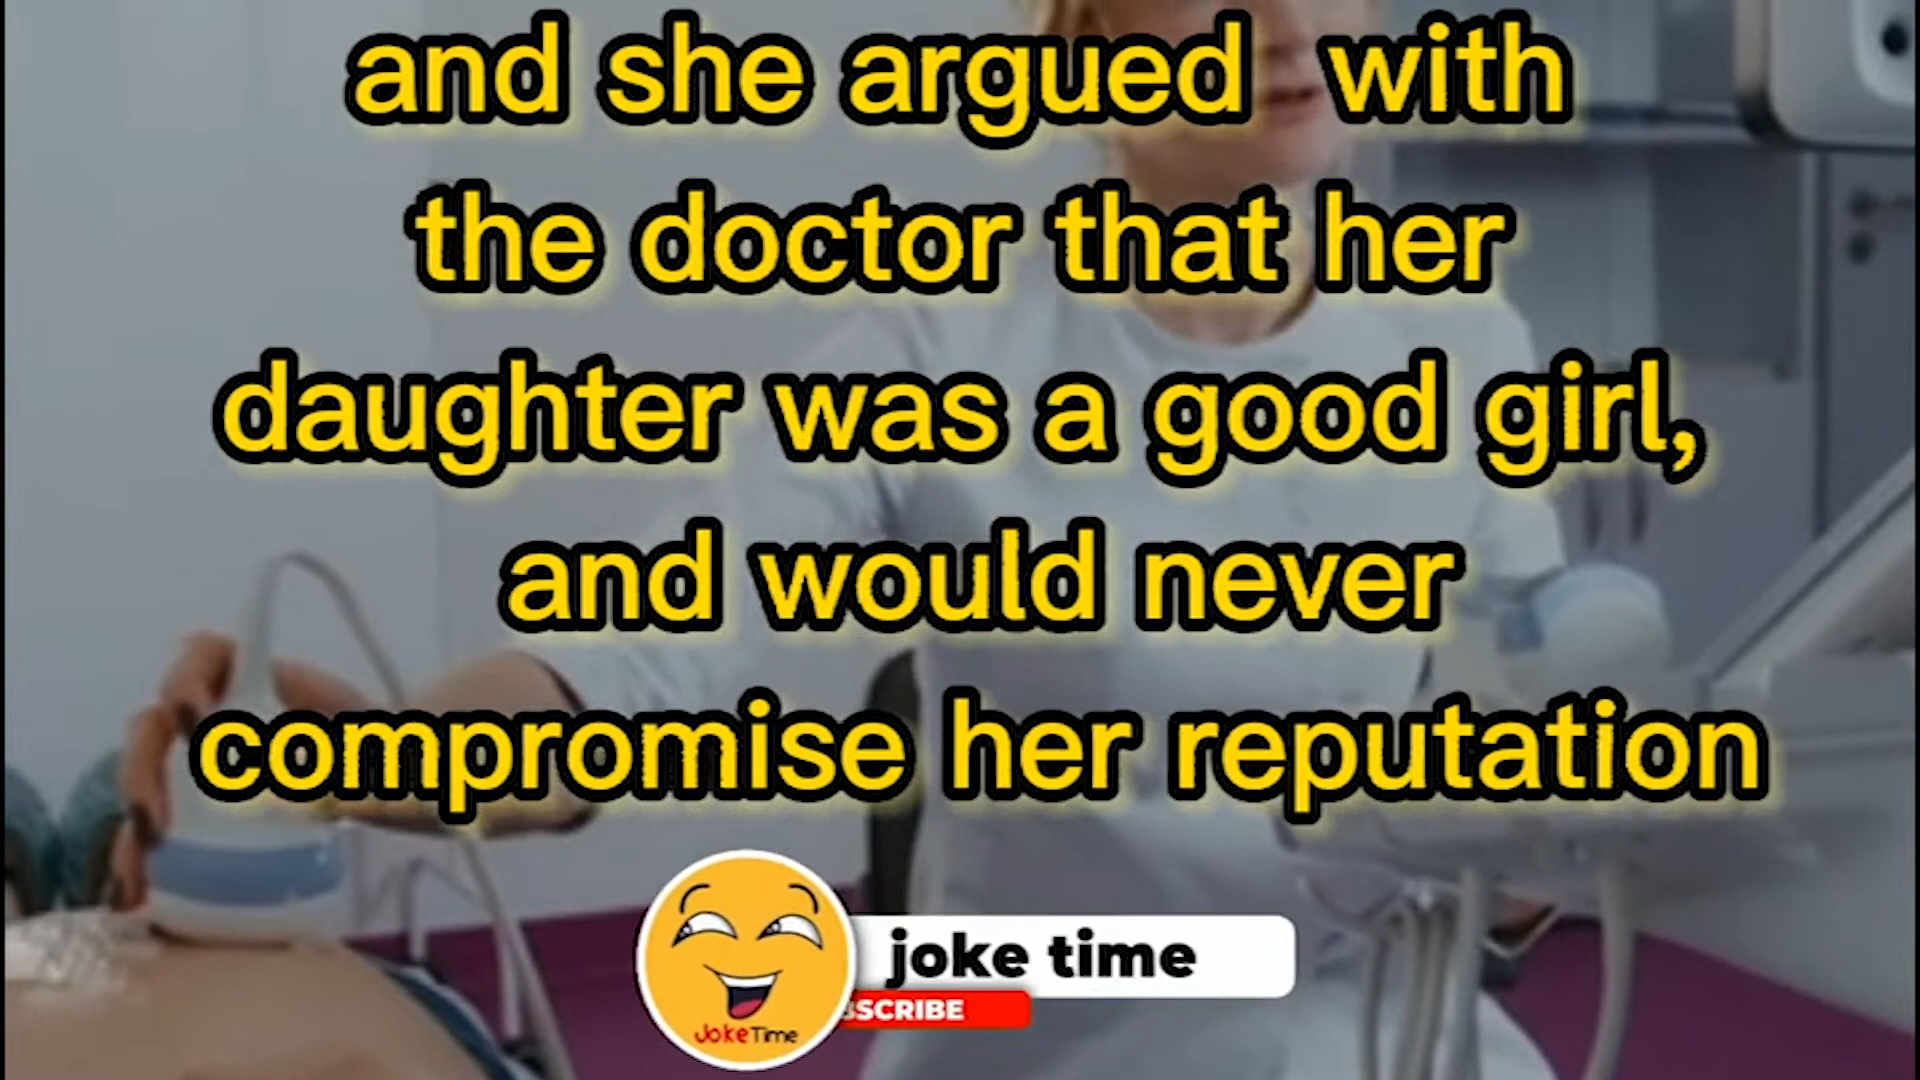 and she argued with
the doctor that her
daughter was a good girl,
and would never
compromise her reputation
joke time
BSCRIBE
JokeTime